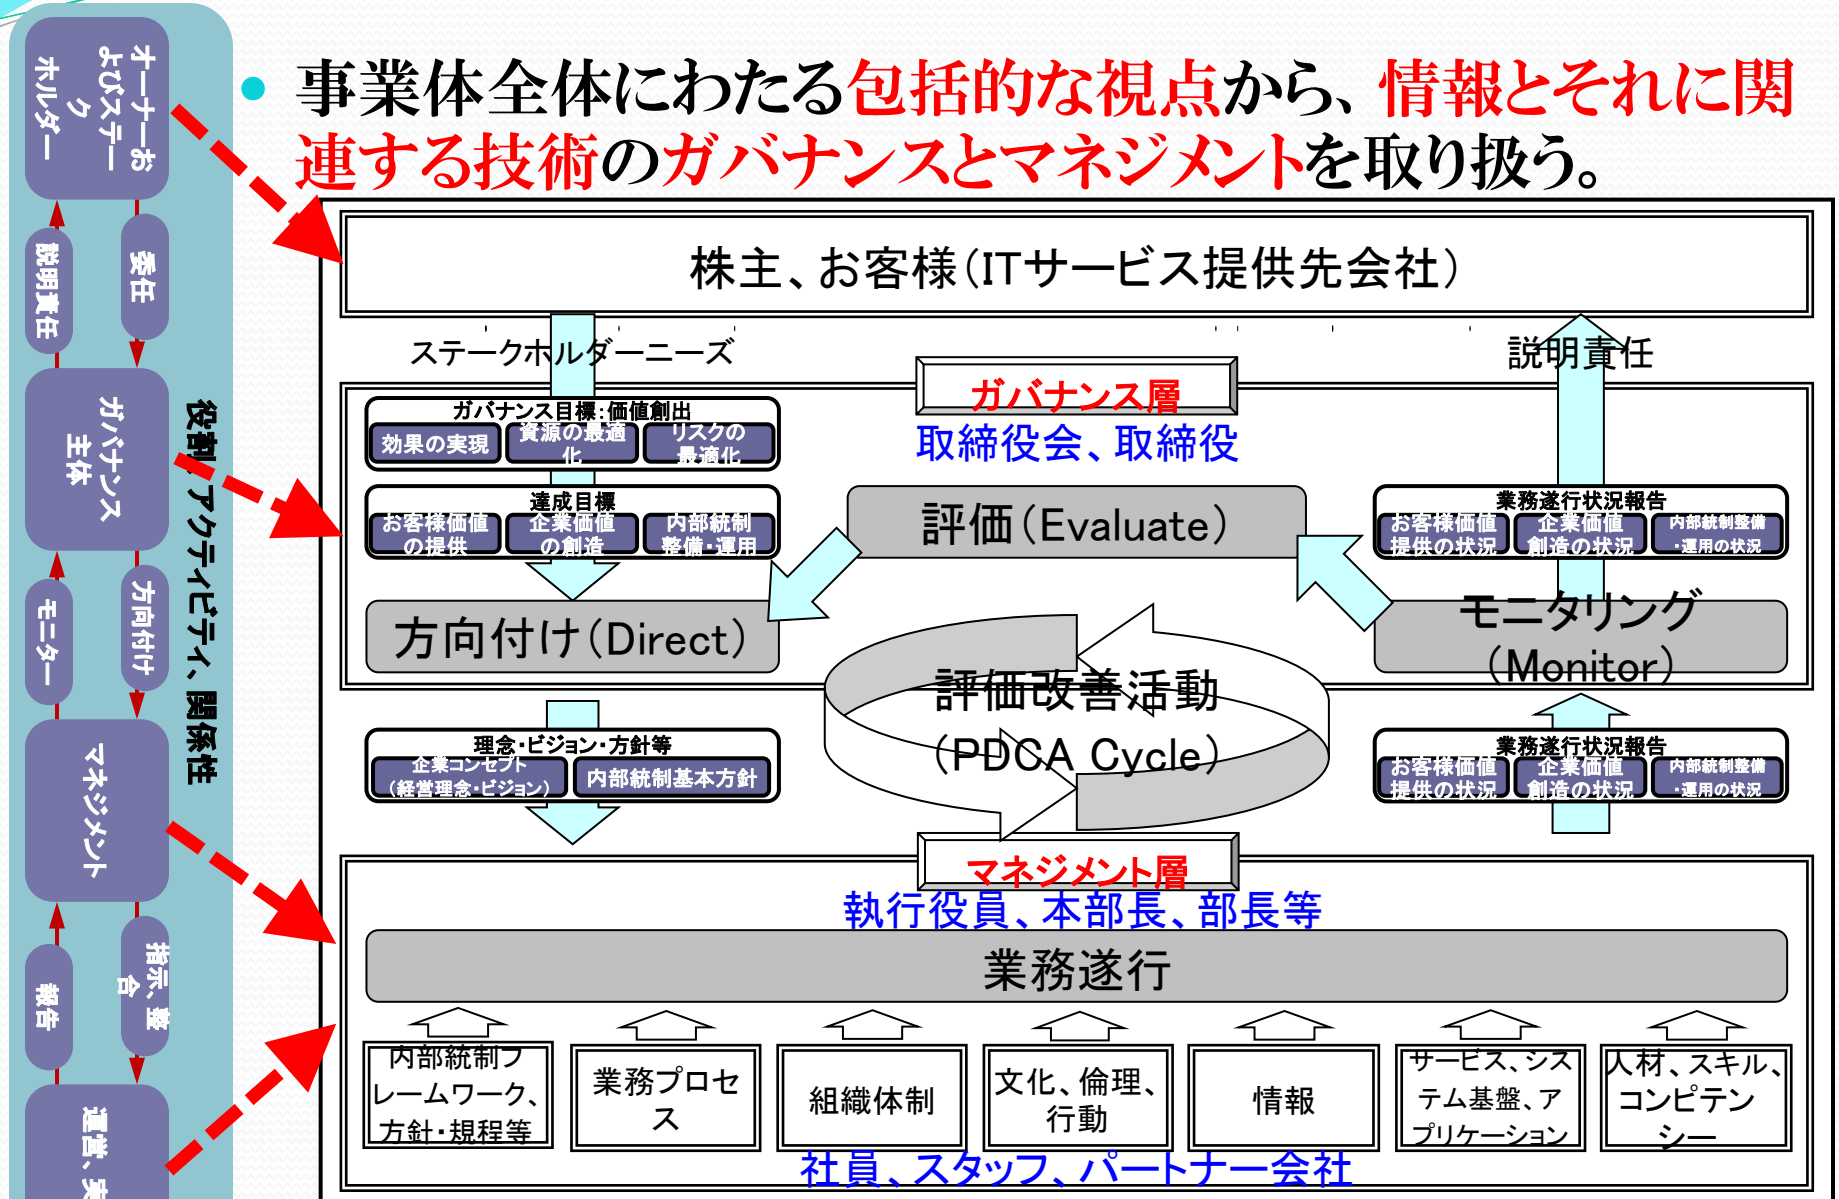 事業体全体にわたる包括的な視点から、情報とそれに関
連する技術のガバナンスとマネジメントを取り扱う。
オーナーお
よびステー
ク
ホルダー
説明責任
委任
ガバナンス
主体
モニター
方向付け
マネジメント
報告
指示、整
合
運営、実
役割、アクティビティ、関係性
株主、お客様(ITサービス提供先会社)
ステークホルダーニーズ
説明責任
ガバナンス層
取締役会、取締役
ガバナンス目標:価値創出
効果の実現
資源の最適
化
リスクの
最適化
達成目標
お客様価値
の提供
企業価値
の創造
内部統制
整備・運用
評価(Evaluate)
業務遂行状況報告
お客様価値
提供の状況
企業価値
創造の状況
内部統制整備
・運用の状況
方向付け(Direct)
モニタリング
(Monitor)
評価改善活動
(PDCA Cycle)
理念・ビジョン・方針等
企業コンセプト
(経営理念・ビジョン)
内部統制基本方針
業務遂行状況報告
お客様価値
提供の状況
企業価値
創造の状況
内部統制整備
・運用の状況
マネジメント層
執行役員、本部長、部長等
業務遂行
内部統制フ
レームワーク、
方針・規程等
業務プロセ
ス
組織体制
文化、倫理、
行動
情報
サービス、シス
テム基盤、ア
プリケーション
人材、スキル、
コンピテン
シー
社員、スタッフ、パートナー会社